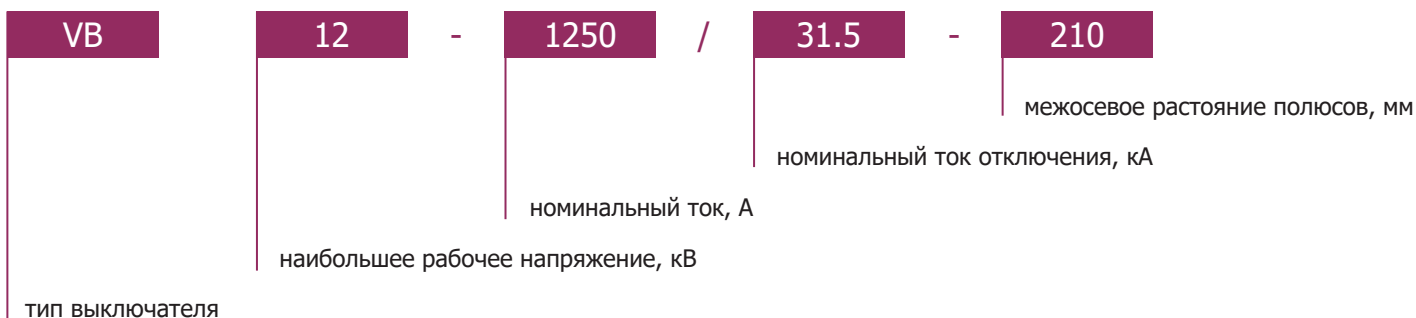 VB 12 - 1250 / 31.5 - 210
межосевое растояние полюсов, мм
номинальный ток отключения, кА
номинальный ток, А
наибольшее рабочее напряжение, кВ
тип выключателя